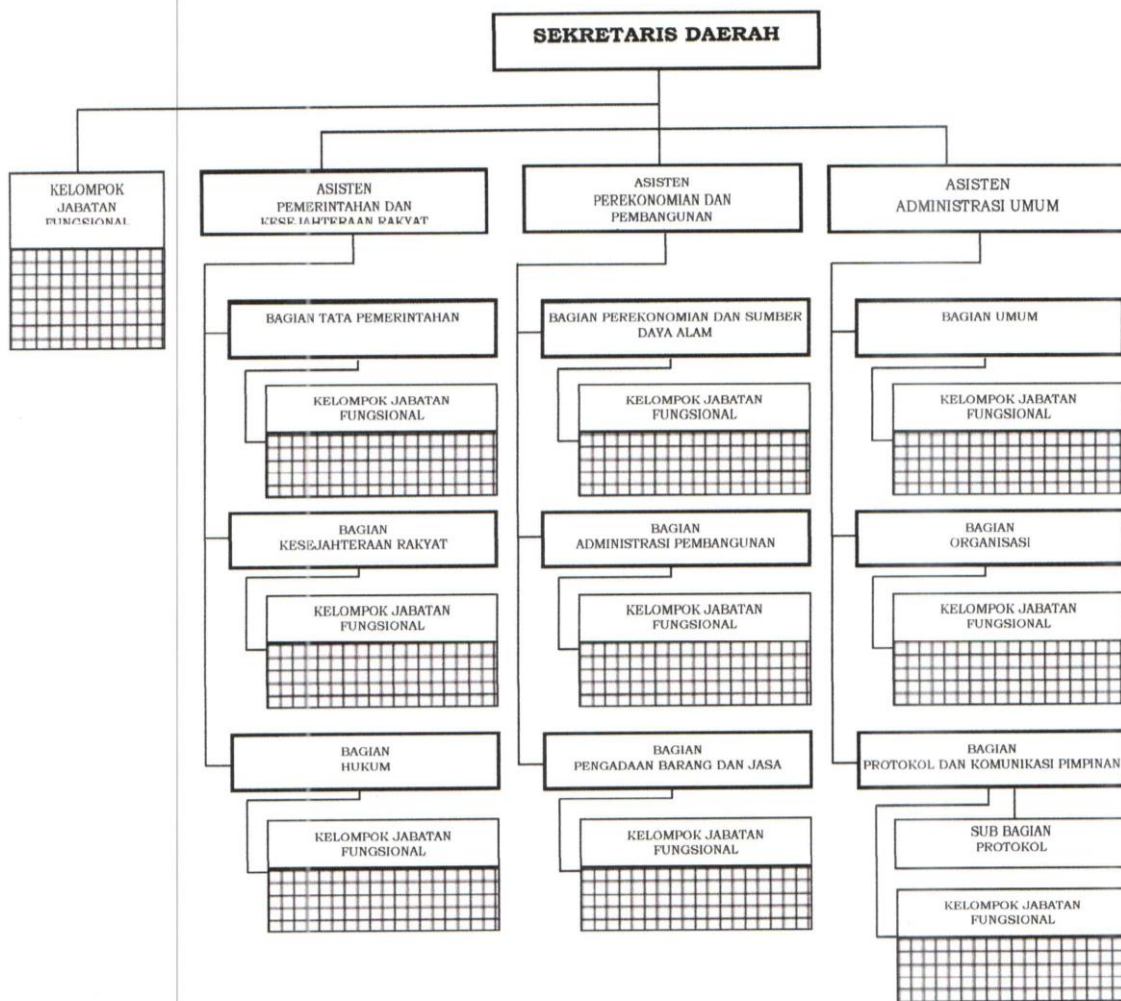 SEKRETARIS DAERAH
KELOMPOK
JABATAN
FUNGSIONAL
ASISTEN
PEMERINTAHAN DAN
KESEJAHTERAAN RAKYAT
ASISTEN
PEREKONOMIAN DAN
PEMBANGUNAN
ASISTEN
ADMINISTRASI UMUM
BAGIAN TATA PEMERINTAHAN
KELOMPOK JABATAN
FUNGSIONAL
BAGIAN
KESEJAHTERAAN RAKYAT
KELOMPOK JABATAN
FUNGSIONAL
BAGIAN
HUKUM
KELOMPOK JABATAN
FUNGSIONAL
BAGIAN PEREKONOMIAN DAN SUMBER
DAYA ALAM
KELOMPOK JABATAN
FUNGSIONAL
BAGIAN
ADMINISTRASI PEMBANGUNAN
KELOMPOK JABATAN
FUNGSIONAL
BAGIAN
PENGADAAN BARANG DAN JASA
KELOMPOK JABATAN
FUNGSIONAL
BAGIAN UMUM
KELOMPOK JABATAN
FUNGSIONAL
BAGIAN
ORGANISASI
KELOMPOK JABATAN
FUNGSIONAL
BAGIAN
PROTOKOL DAN KOMUNIKASI PIMPINAN
SUB BAGIAN
PROTOKOL
KELOMPOK JABATAN
FUNGSIONAL